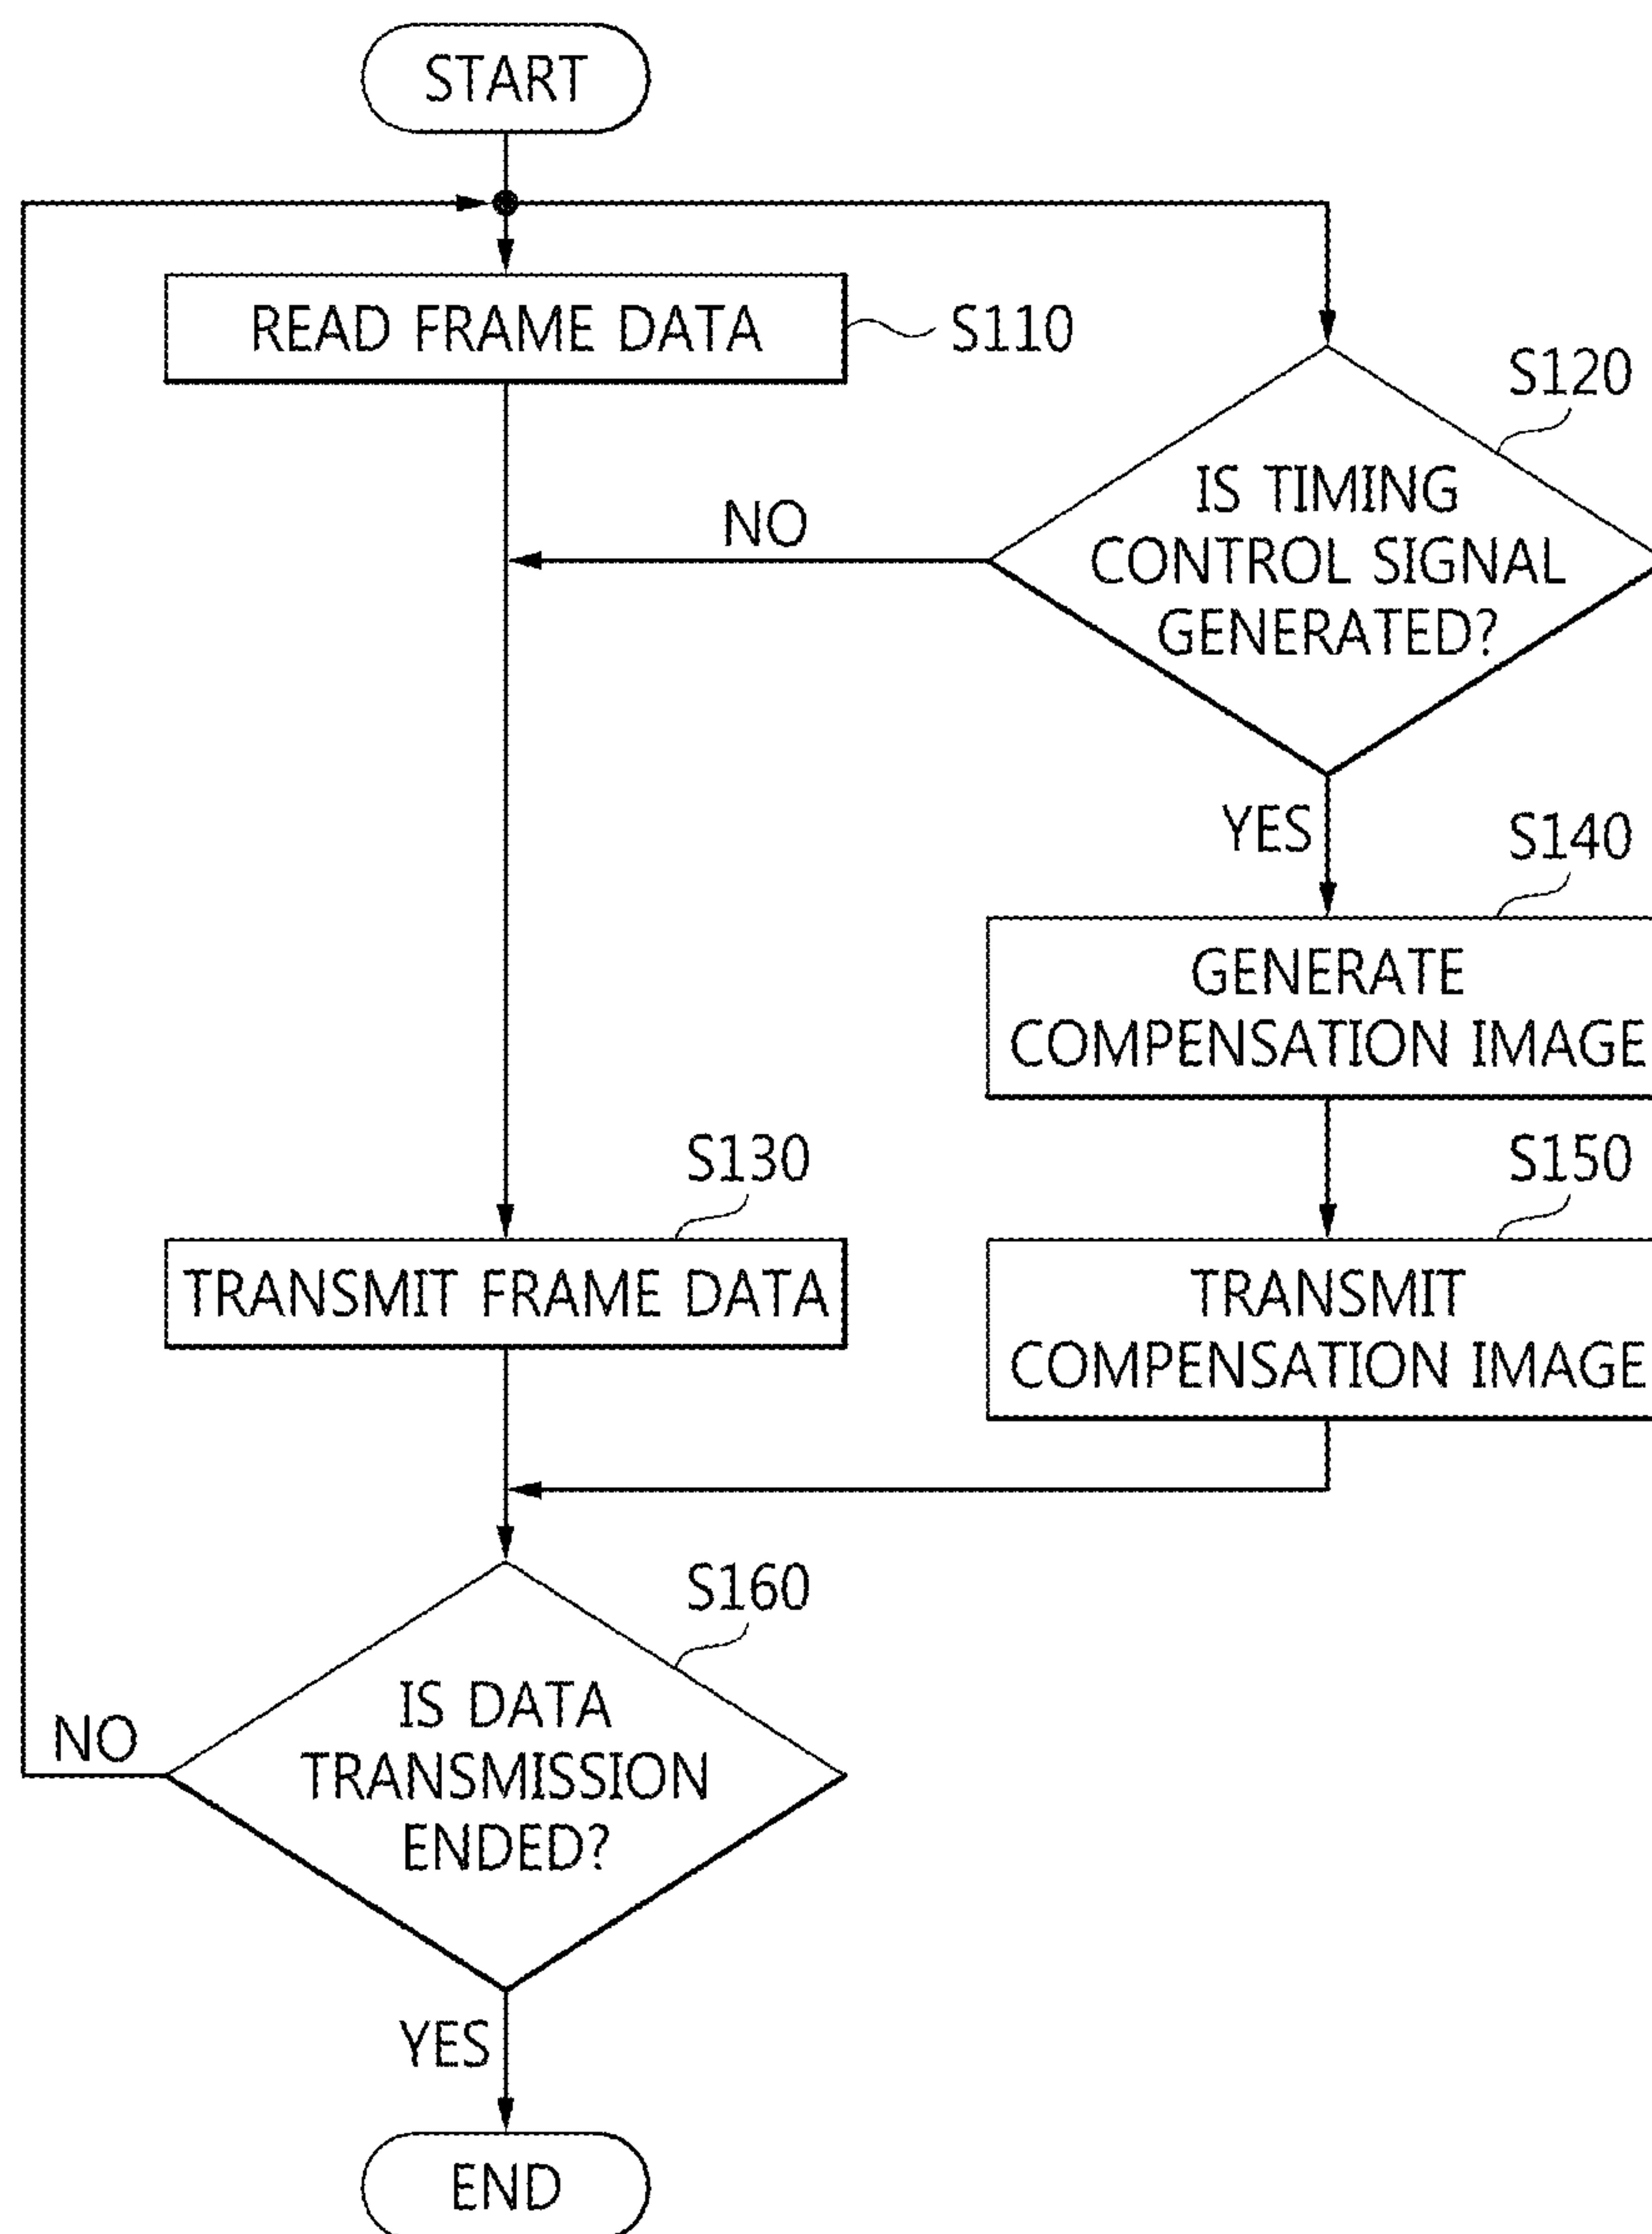 START
READ FRAME DATA
S110
S120
IS TIMING
CONTROL SIGNAL
GENERATED?
NO
YES
S140
GENERATE
COMPENSATION IMAGE
S130
TRANSMIT FRAME DATA
S150
TRANSMIT
COMPENSATION IMAGE
S160
IS DATA
TRANSMISSION
ENDED?
NO
YES
END